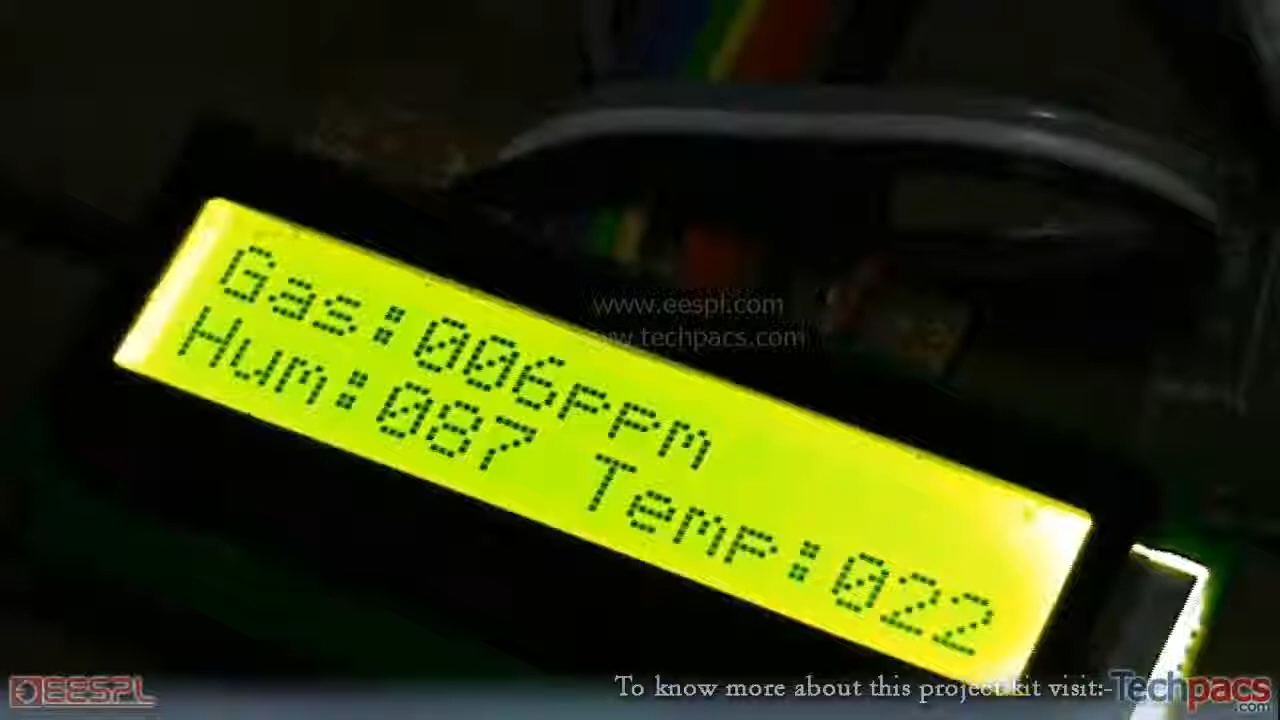 www.eespl.com
www.techpacs.com
Gas:006ppm
Hum:087 Temp:022
EESPL
To know more about this project kit visit:- Techpacs
.com